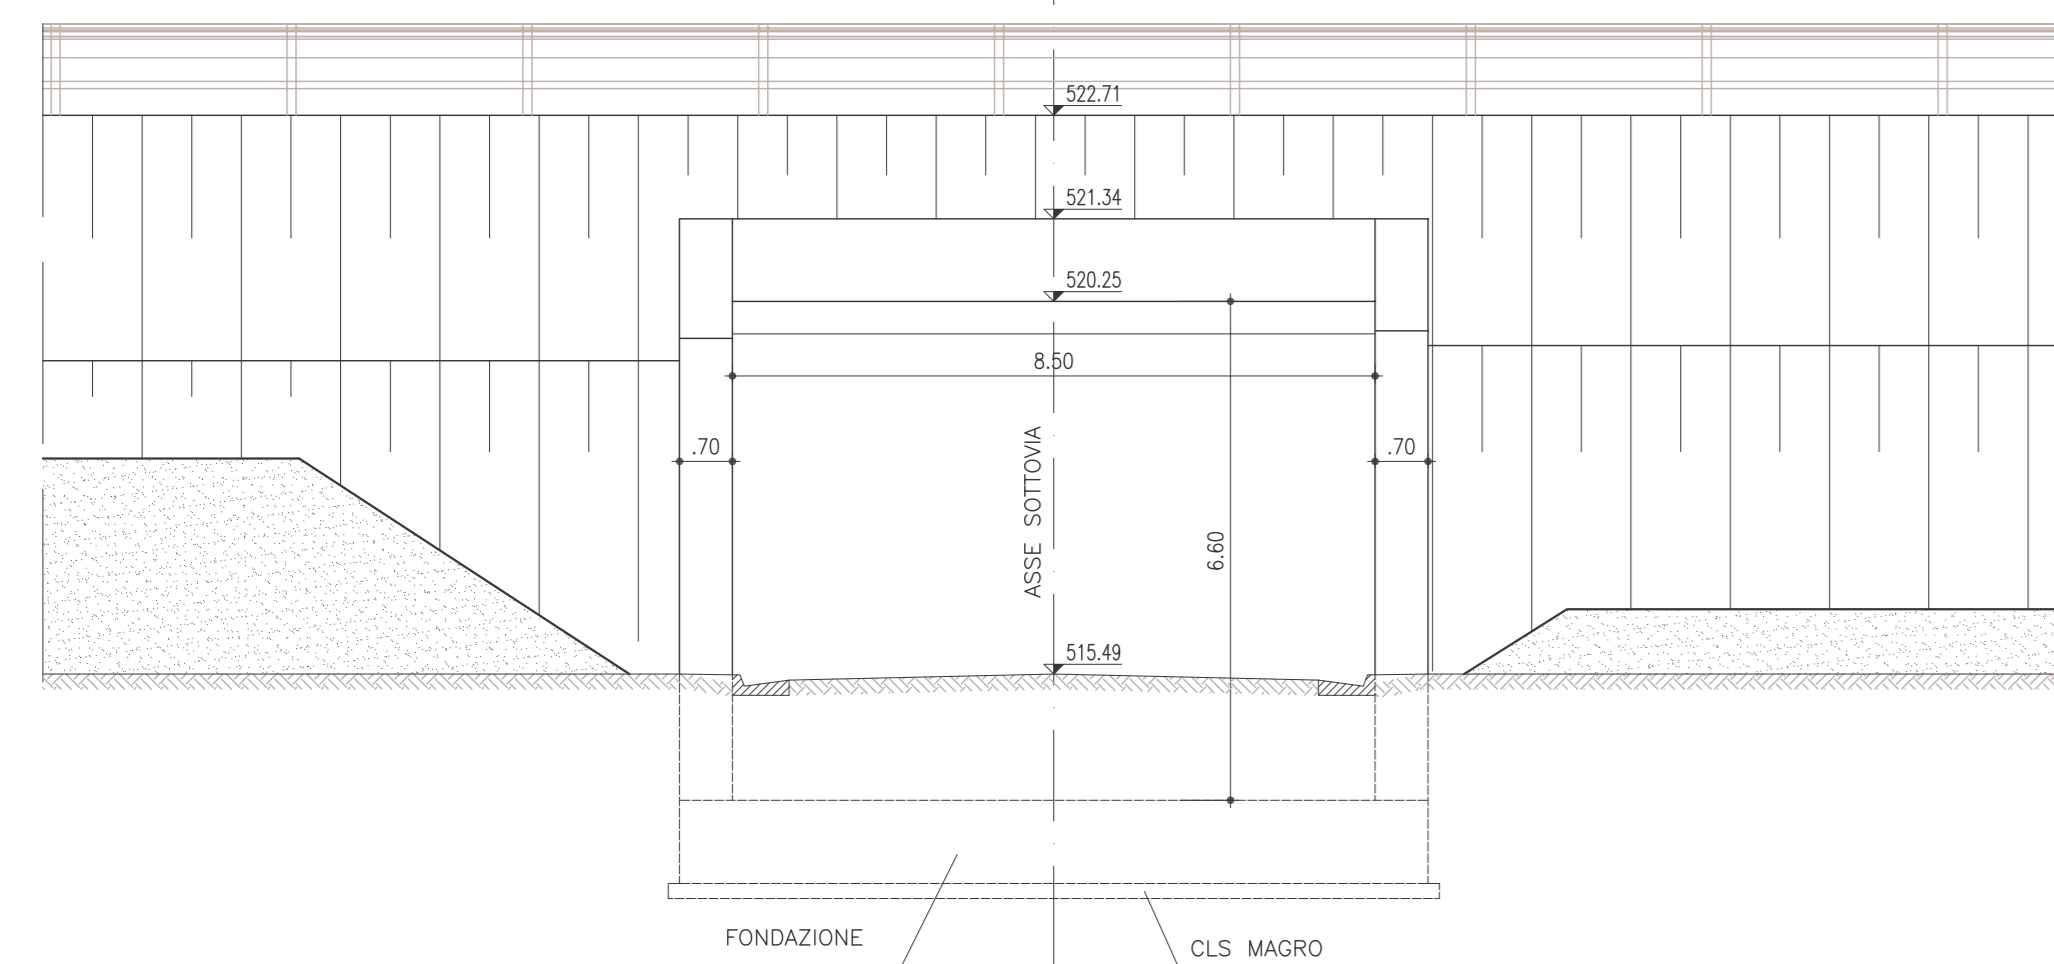 522.71
521.34
520.25
8.50
.70
.70
ASSE SOTTOVIA
6.60
515.49
FONDAZIONE
CLS MAGRO